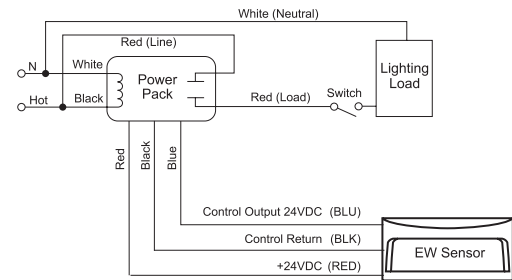 White (Neutral)
Red (Line)
N
White
Power
Pack
Lighting
Load
Hot
Black
Red (Load)
Switch
Red
Black
Blue
Control Output 24VDC (BLU)
Control Return (BLK)
EW Sensor
+24VDC (RED)